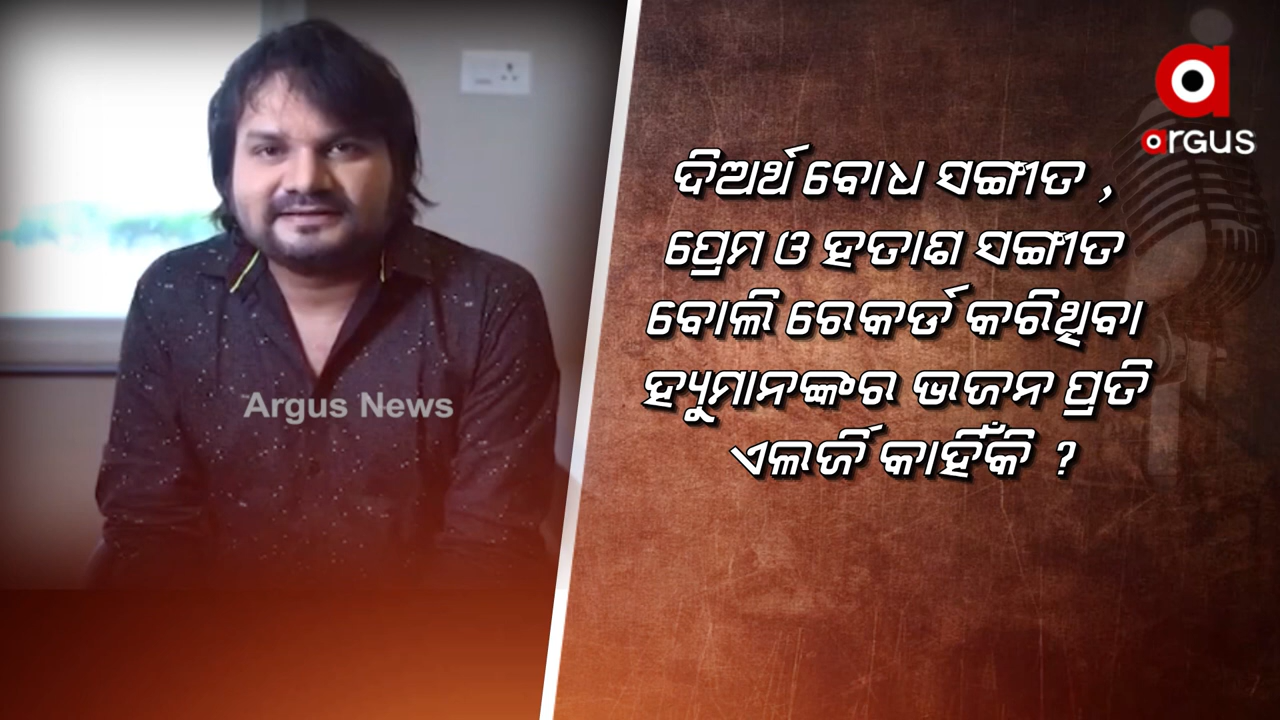 argus
ଦିଅର୍ଥ ବୋଧ ସଙ୍ଗୀତ ,
ପ୍ରେମ ଓ ହତାଶ ସଙ୍ଗୀତ
ବୋଲି ରେକର୍ଡ କରିଥିବା
ହ୍ୟୁମାନଙ୍କର ଭଜନ ପ୍ରତି
ଏଲର୍ଜି କାହିଁକି ?
Argus News